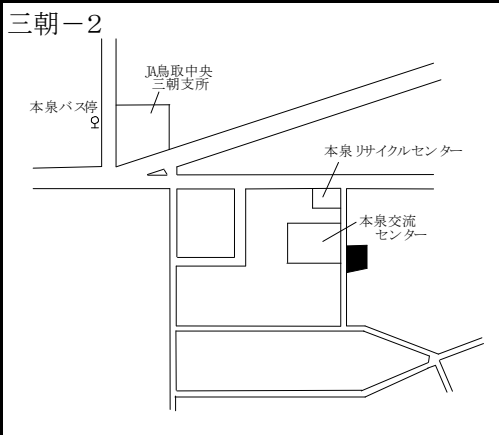 三朝－2
JA鳥取中央
三朝支所
本泉バス停
本泉リサイクルセンター
本泉交流
センター